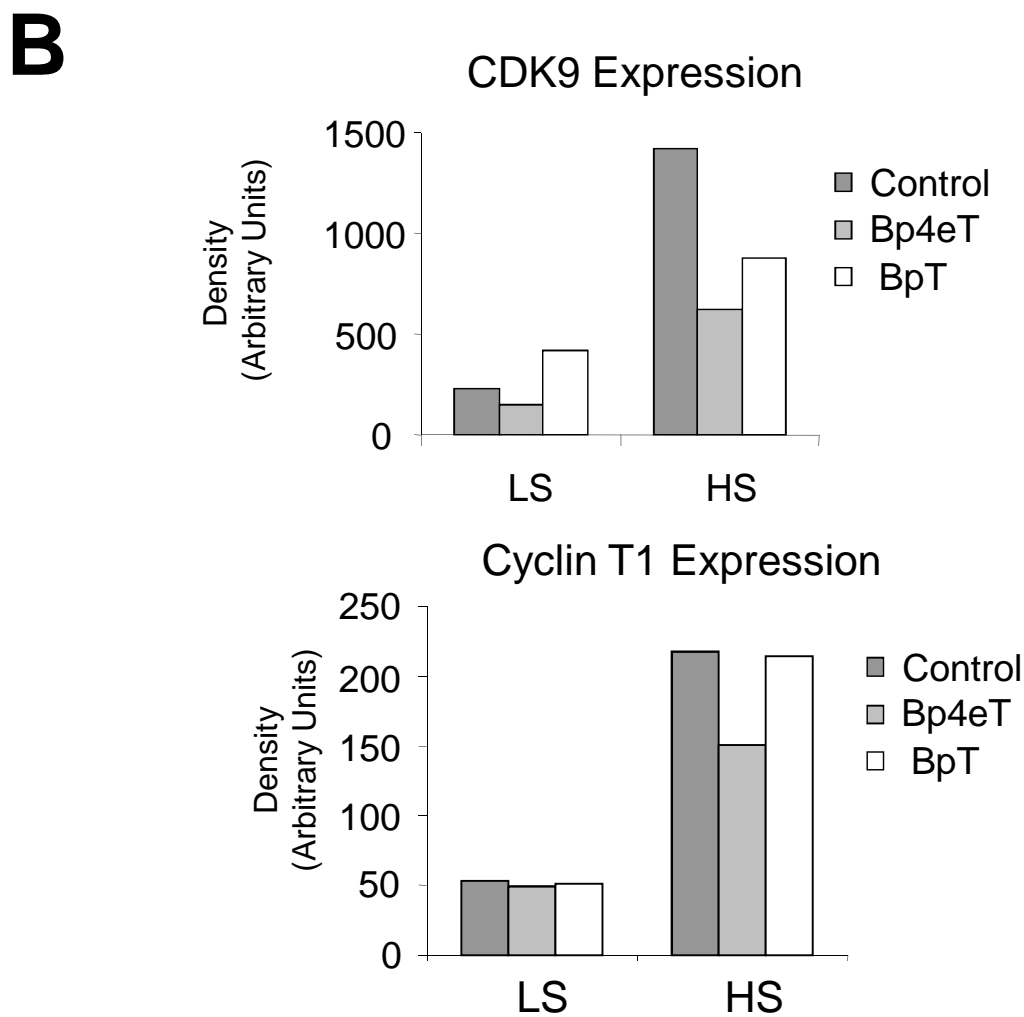 B
CDK9 Expression
Density
(Arbitrary Units)
1500
1000
500
0
LS
HS
Control
Bp4eT
BpT
Cyclin T1 Expression
Density
(Arbitrary Units)
250
200
150
100
50
0
LS
HS
Control
Bp4eT
BpT